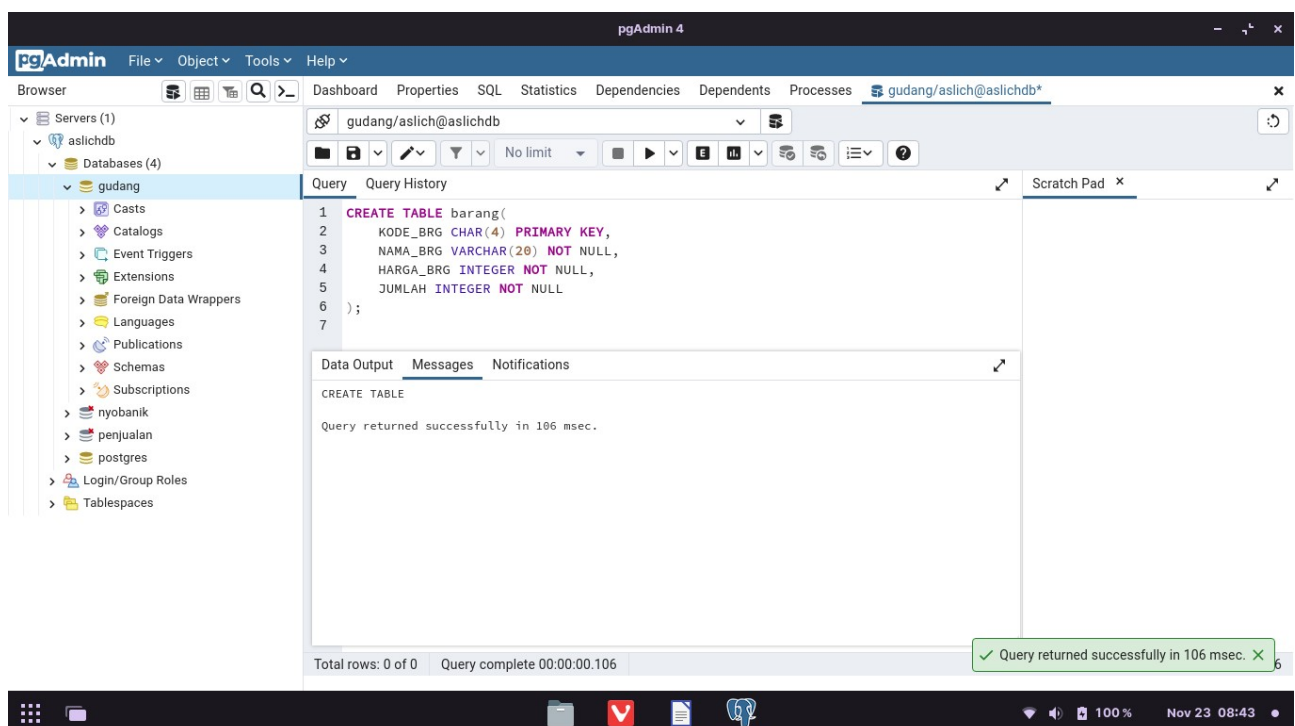 pgAdmin 4
pgAdmin File Object Tools Help
Browser
Dashboard Properties SQL Statistics Dependencies Dependents Processes gudang/aslich@aslichdb*
Servers (1)
aslichdb
Databases (4)
gudang
Casts
Catalogs
Event Triggers
Extensions
Foreign Data Wrappers
Languages
Publications
Schemas
Subscriptions
nyobanik
penjualan
postgres
Login/Group Roles
Tablespaces
gudang/aslich@aslichdb
No limit
Query Query History
Scratch Pad
1 CREATE TABLE barang(
2 KODE_BRG CHAR(4) PRIMARY KEY,
3 NAMA_BRG VARCHAR(20) NOT NULL,
4 HARGA_BRG INTEGER NOT NULL,
5 JUMLAH INTEGER NOT NULL
6 );
7
Data Output Messages Notifications
CREATE TABLE
Query returned successfully in 106 msec.
Total rows: 0 of 0 Query complete 00:00:00.106
Query returned successfully in 106 msec.
6
100 % Nov 23 08:43